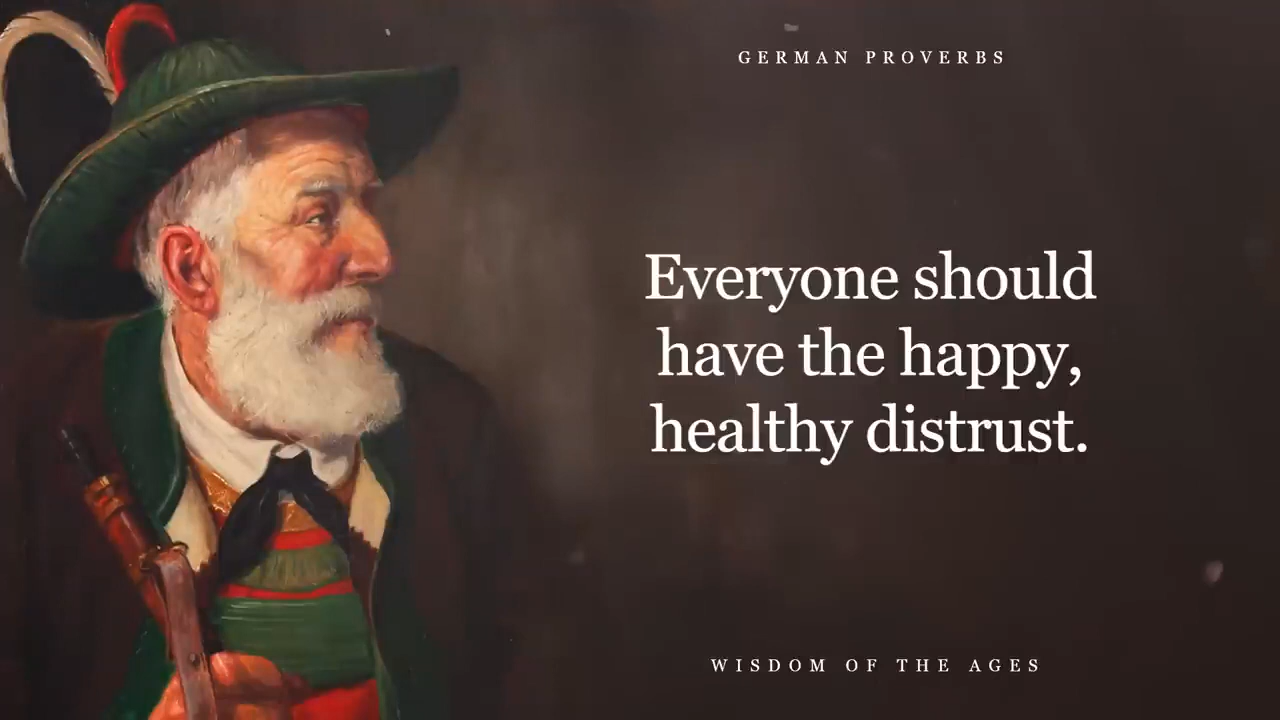 GERMAN PROVERBS
Everyone should
have the happy,
healthy distrust.
WISDOM OF THE AGES